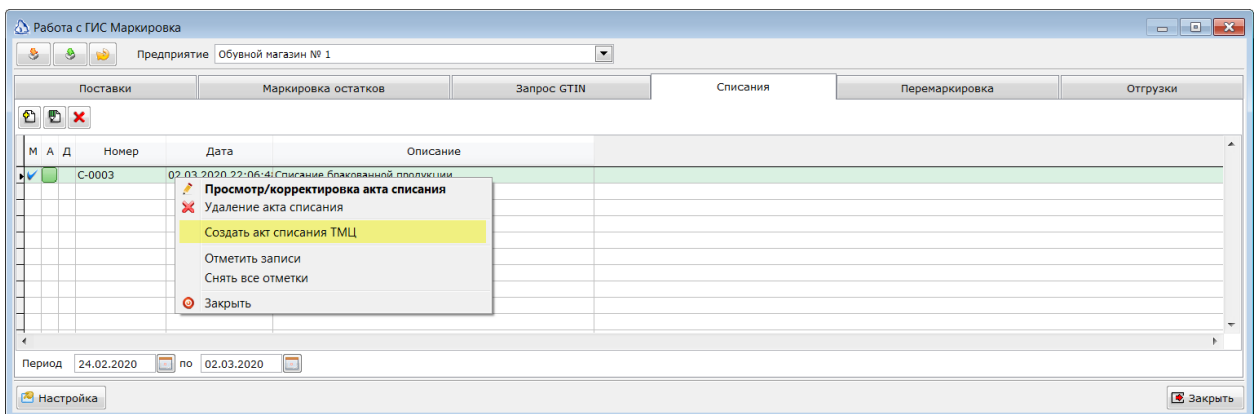 Работа с ГИС Маркировка
Предприятие Обувной магазин № 1
Поставки Маркировка остатков Запрос GTIN Списания Перемаркировка Отгрузки
М А Д Номер Дата Описание
С-0003 02.03.2020 22:06:4 Списание бракованной продукции
Просмотр/корректировка акта списания
Удаление акта списания
Создать акт списания ТМЦ
Отметить записи
Снять все отметки
Закрыть
Период 24.02.2020 по 02.03.2020
Настройка Закрыть